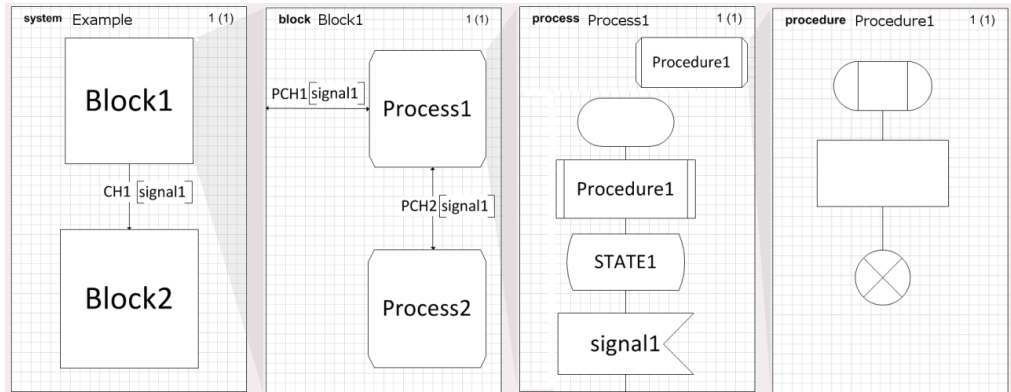 system Example 1 (1)
Block1
CH1 [signal1]
Block2
block Block1 1 (1)
PCH1 [signal1]
Process1
PCH2 [signal1]
Process2
process Process1 1 (1)
Procedure1
Procedure1
STATE1
signal1
procedure Procedure1 1 (1)